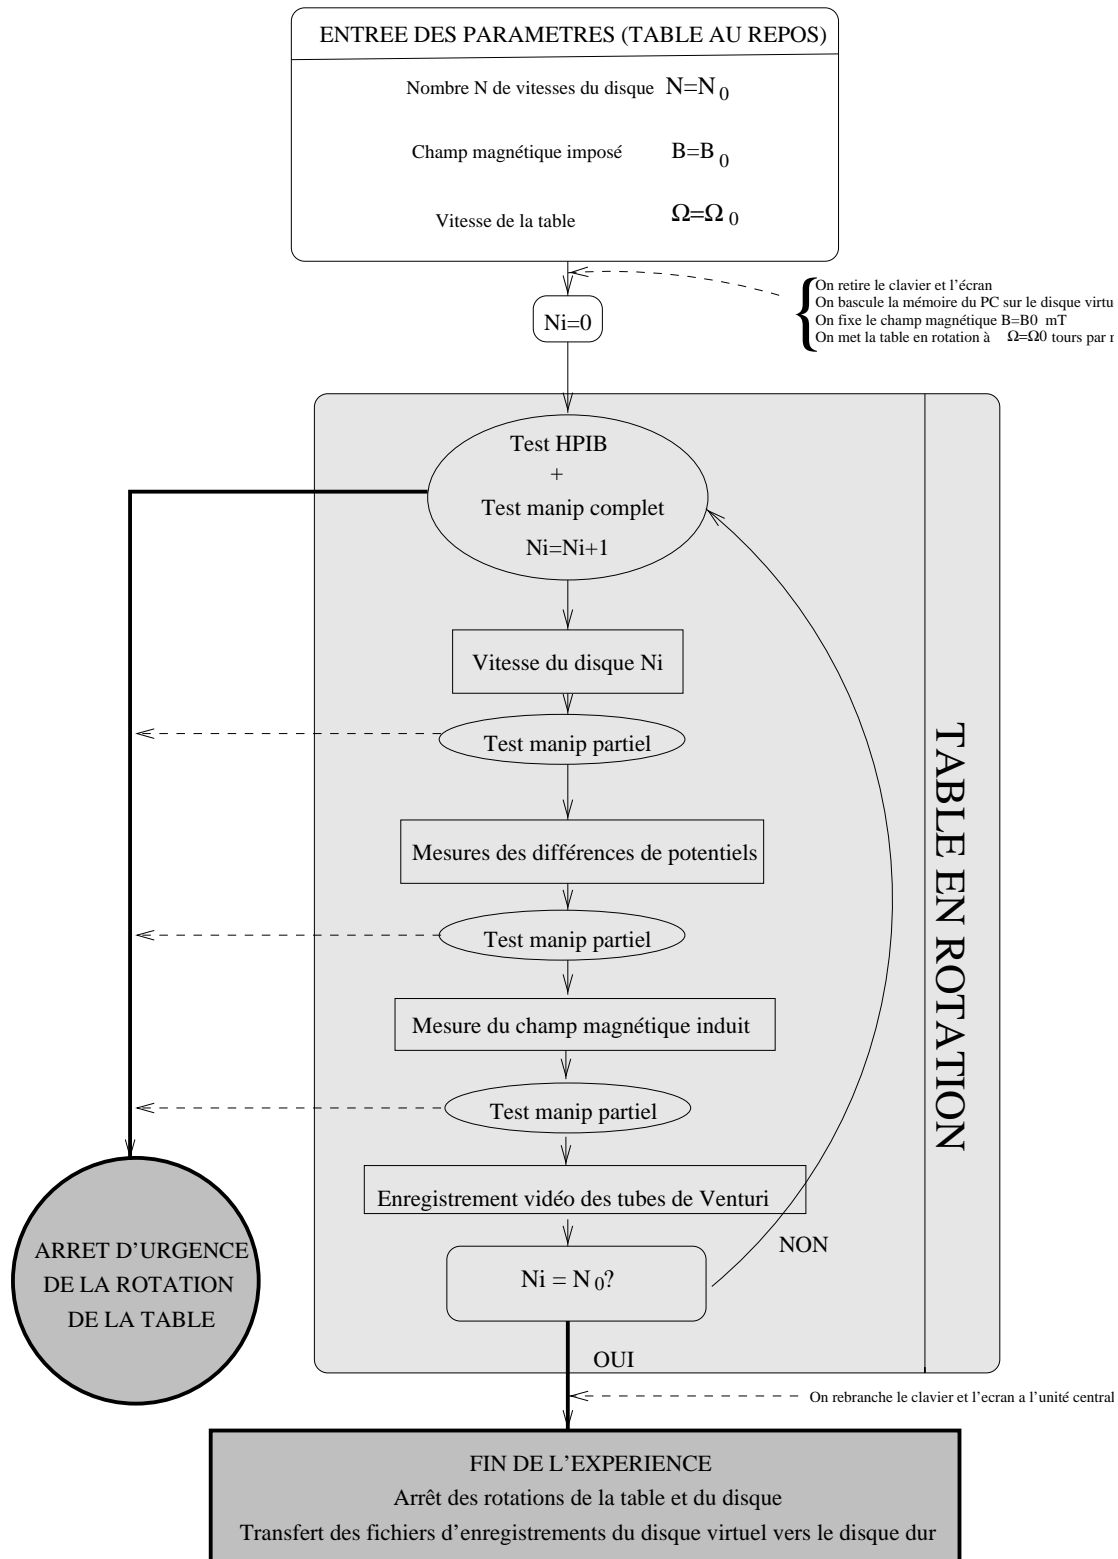 ENTREE DES PARAMETRES (TABLE AU REPOS)
Nombre N de vitesses du disque N=N0
Champ magnétique imposé B=B0
Vitesse de la table Ω=Ω0
On retire le clavier et l'écran
On bascule la mémoire du PC sur le disque virtu
On fixe le champ magnétique B=B0 mT
On met la table en rotation à Ω=Ω0 tours par
Ni=0
Test HPIB
+
Test manip complet
Ni=Ni+1
Vitesse du disque Ni
Test manip partiel
Mesures des différences de potentiels
Test manip partiel
Mesure du champ magnétique induit
Test manip partiel
Enregistrement vidéo des tubes de Venturi
NON
Ni = N0?
OUI
TABLE EN ROTATION
ARRET D'URGENCE
DE LA ROTATION
DE LA TABLE
On rebranche le clavier et l'ecran a l'unité central
FIN DE L'EXPERIENCE
Arrêt des rotations de la table et du disque
Transfert des fichiers d'enregistrements du disque virtuel vers le disque dur